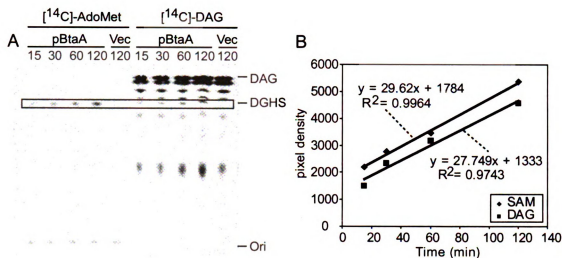 [¹⁴C]-AdoMet [¹⁴C]-DAG
A
pBtaA Vec pBtaA Vec
15 30 60 120 120 15 30 60 120 120
DAG
DGHS
Ori
B
6000
5000
4000
3000
2000
1000
0
pixel density
y = 29.62x + 1784
R²= 0.9964
y = 27.749x + 1333
R²= 0.9743
SAM
DAG
0 20 40 60 80 100 120 140
Time (min)